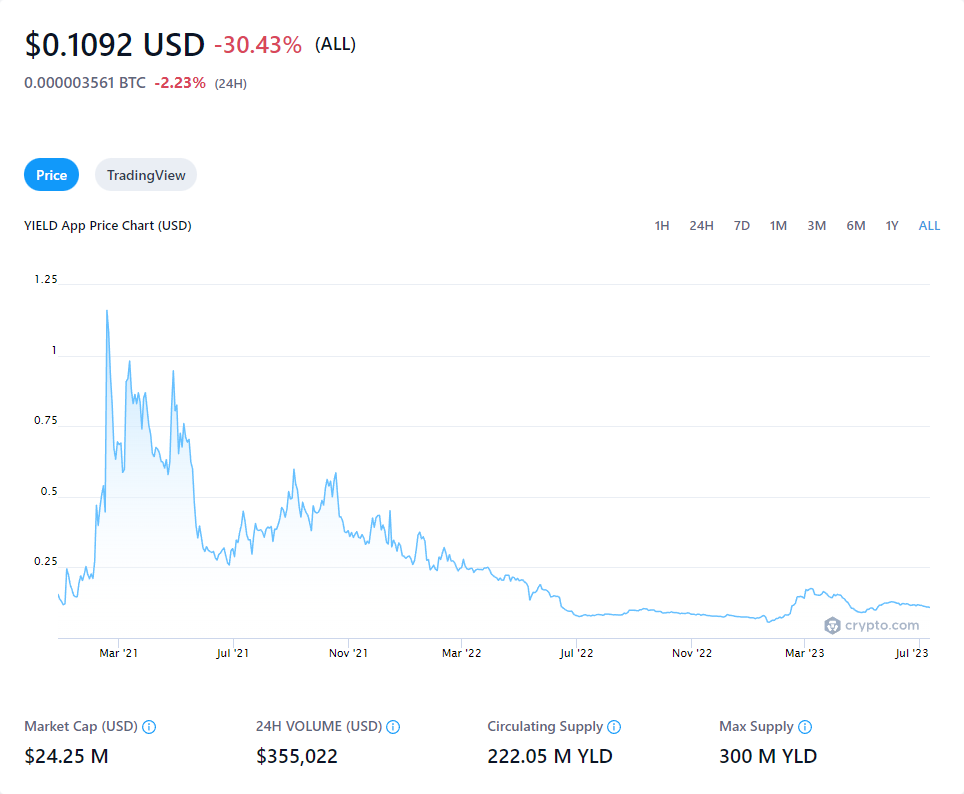 $0.1092 USD -30.43% (ALL)
0.000003561 BTC -2.23% (24H)
Price TradingView
YIELD App Price Chart (USD) 1H 24H 7D 1M 3M 6M 1Y ALL
1.25
1
0.75
0.5
0.25
crypto.com
Mar '21 Jul '21 Nov '21 Mar '22 Jul '22 Nov '22 Mar '23 Jul '23
Market Cap (USD) 24H VOLUME (USD) Circulating Supply Max Supply
$24.25 M $355,022 222.05 M YLD 300 M YLD